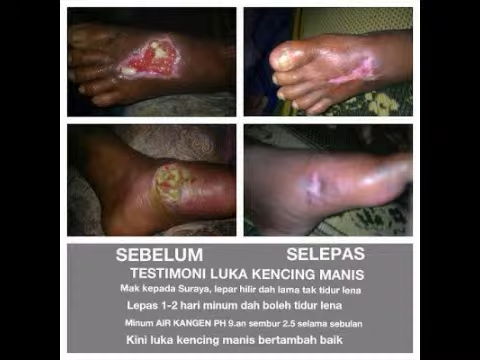 SEBELUM SELEPAS
TESTIMONI LUKA KENCING MANIS
Mak kepada Suraya, lepar hilir dah lama tak tidur lena
Lepas 1-2 hari minum dah boleh tidur lena
Minum AIR KANGEN PH 9.an sembur 2.5 selama sebulan
Kini luka kencing manis bertambah baik